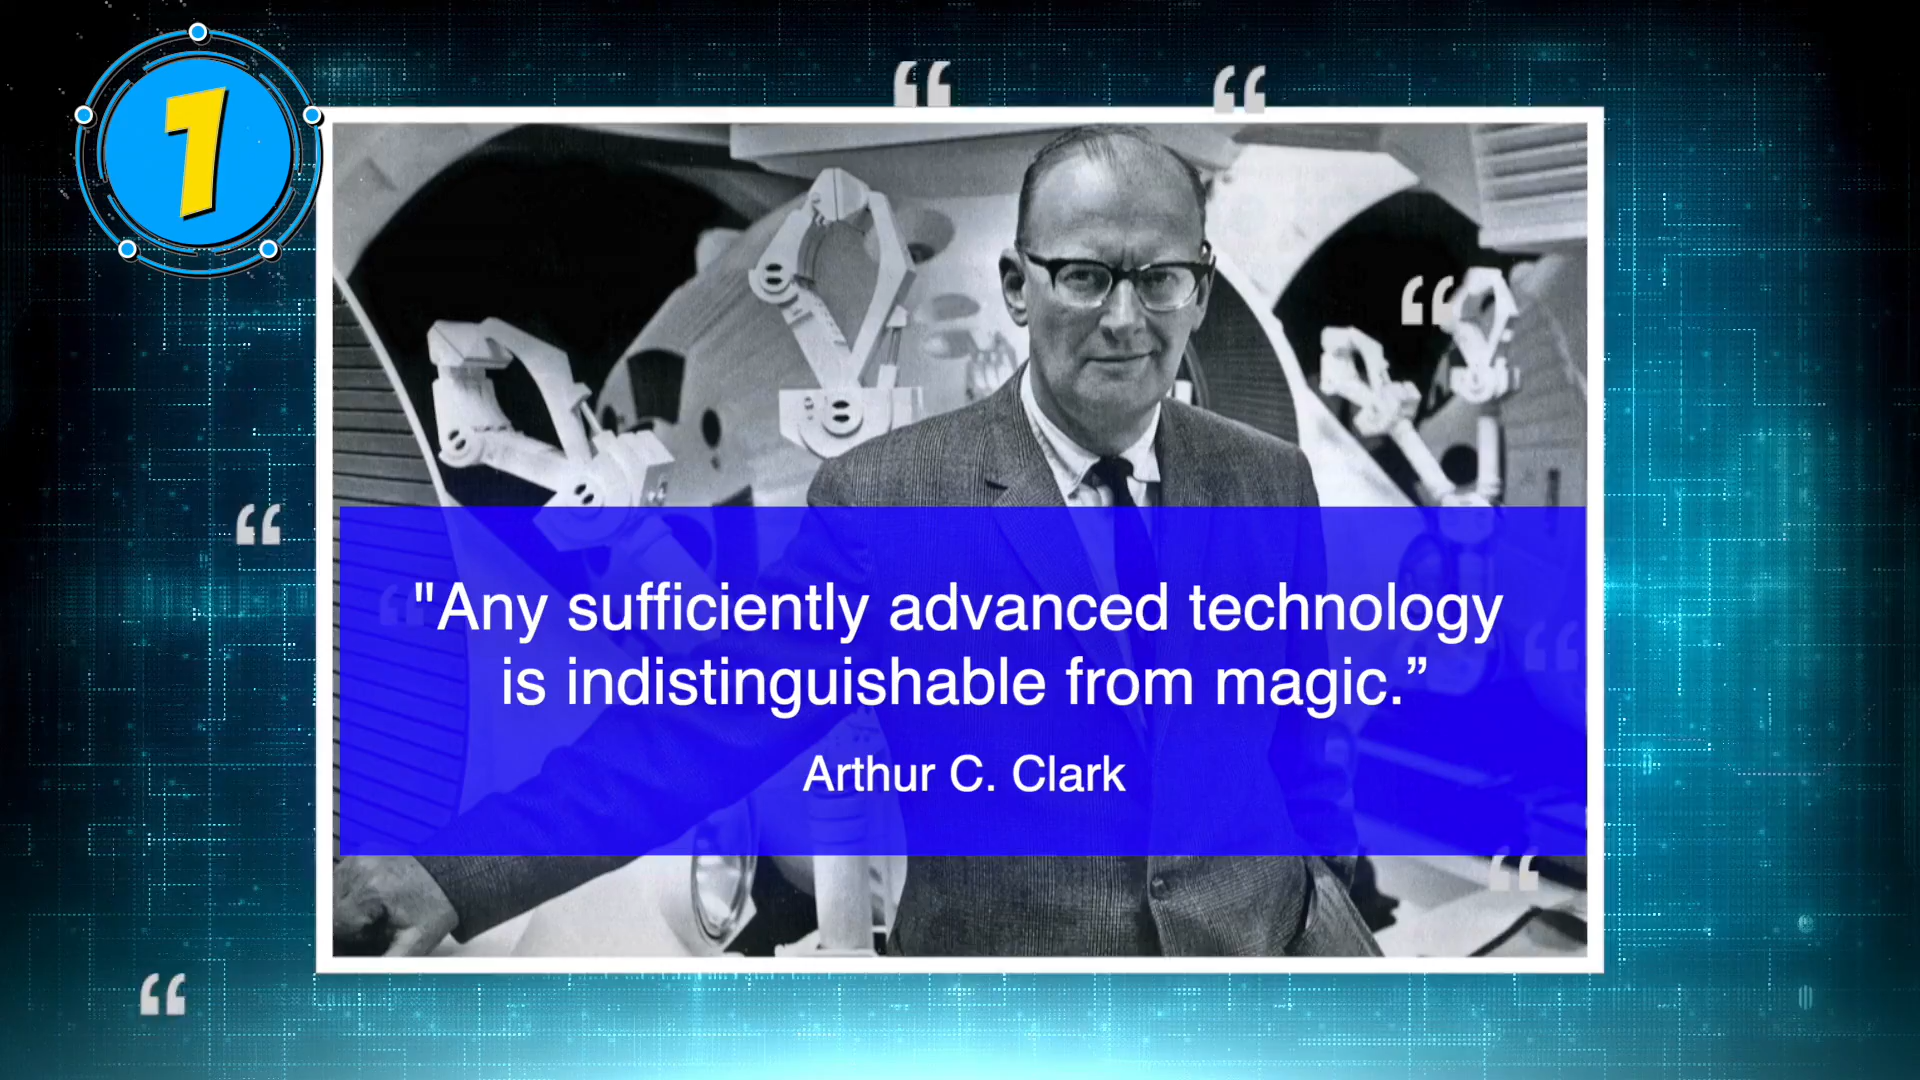 1
"Any sufficiently advanced technology
is indistinguishable from magic.”
Arthur C. Clark